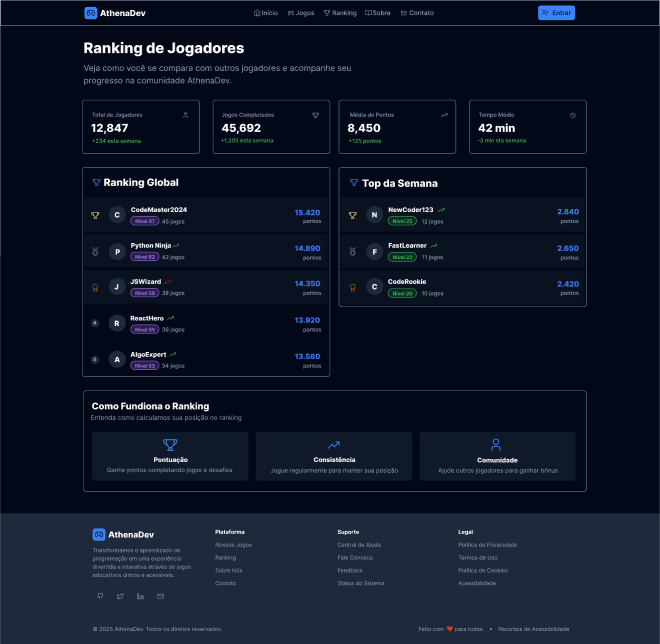 AthenaDev
Início Jogos Ranking Sobre Contato
Entrar
Ranking de Jogadores
Veja como você se compara com outros jogadores e acompanhe seu
progresso na comunidade AthenaDev.
Total de Jogadores
12,847
+234 esta semana
Jogos Completados
45,692
+1,205 esta semana
Média de Pontos
8,450
+125 pontos
Tempo Médio
42 min
-3 min sta semana
Ranking Global
C
CodeMaster2024
Nível 67 45 jogos
15.420
pontos
P
Python Ninja
Nível 62 42 jogos
14.890
pontos
J
JSWizard
Nível 58 38 jogos
14.350
pontos
4
R
ReactHero
Nível 55 36 jogos
13.920
pontos
5
A
AlgoExpert
Nível 53 34 jogos
13.580
pontos
Top da Semana
N
NewCoder123
Nível 25 12 jogos
2.840
pontos
F
FastLearner
Nível 22 11 jogos
2.650
pontos
C
CodeRookie
Nível 20 10 jogos
2.420
pontos
Como Funciona o Ranking
Entenda como calculamos sua posição no ranking
Pontuação
Ganhe pontos completando jogos e desafios
Consistência
Jogue regularmente para manter sua posição
Comunidade
Ajude outros jogadores para ganhar bônus
AthenaDev
Transformamos o aprendizado de
programação em uma experiência
divertida e interativa através de jogos
educativos únicos e acessíveis.
Plataforma
Nossos Jogos
Ranking
Sobre Nós
Contato
Suporte
Central de Ajuda
Fale Conosco
Feedback
Status do Sistema
Legal
Política de Privacidade
Termos de Uso
Política de Cookies
Acessibilidade
© 2025 AthenaDev. Todos os direitos reservados.
Feito com ❤ para todos • Recursos de Acessibilidade